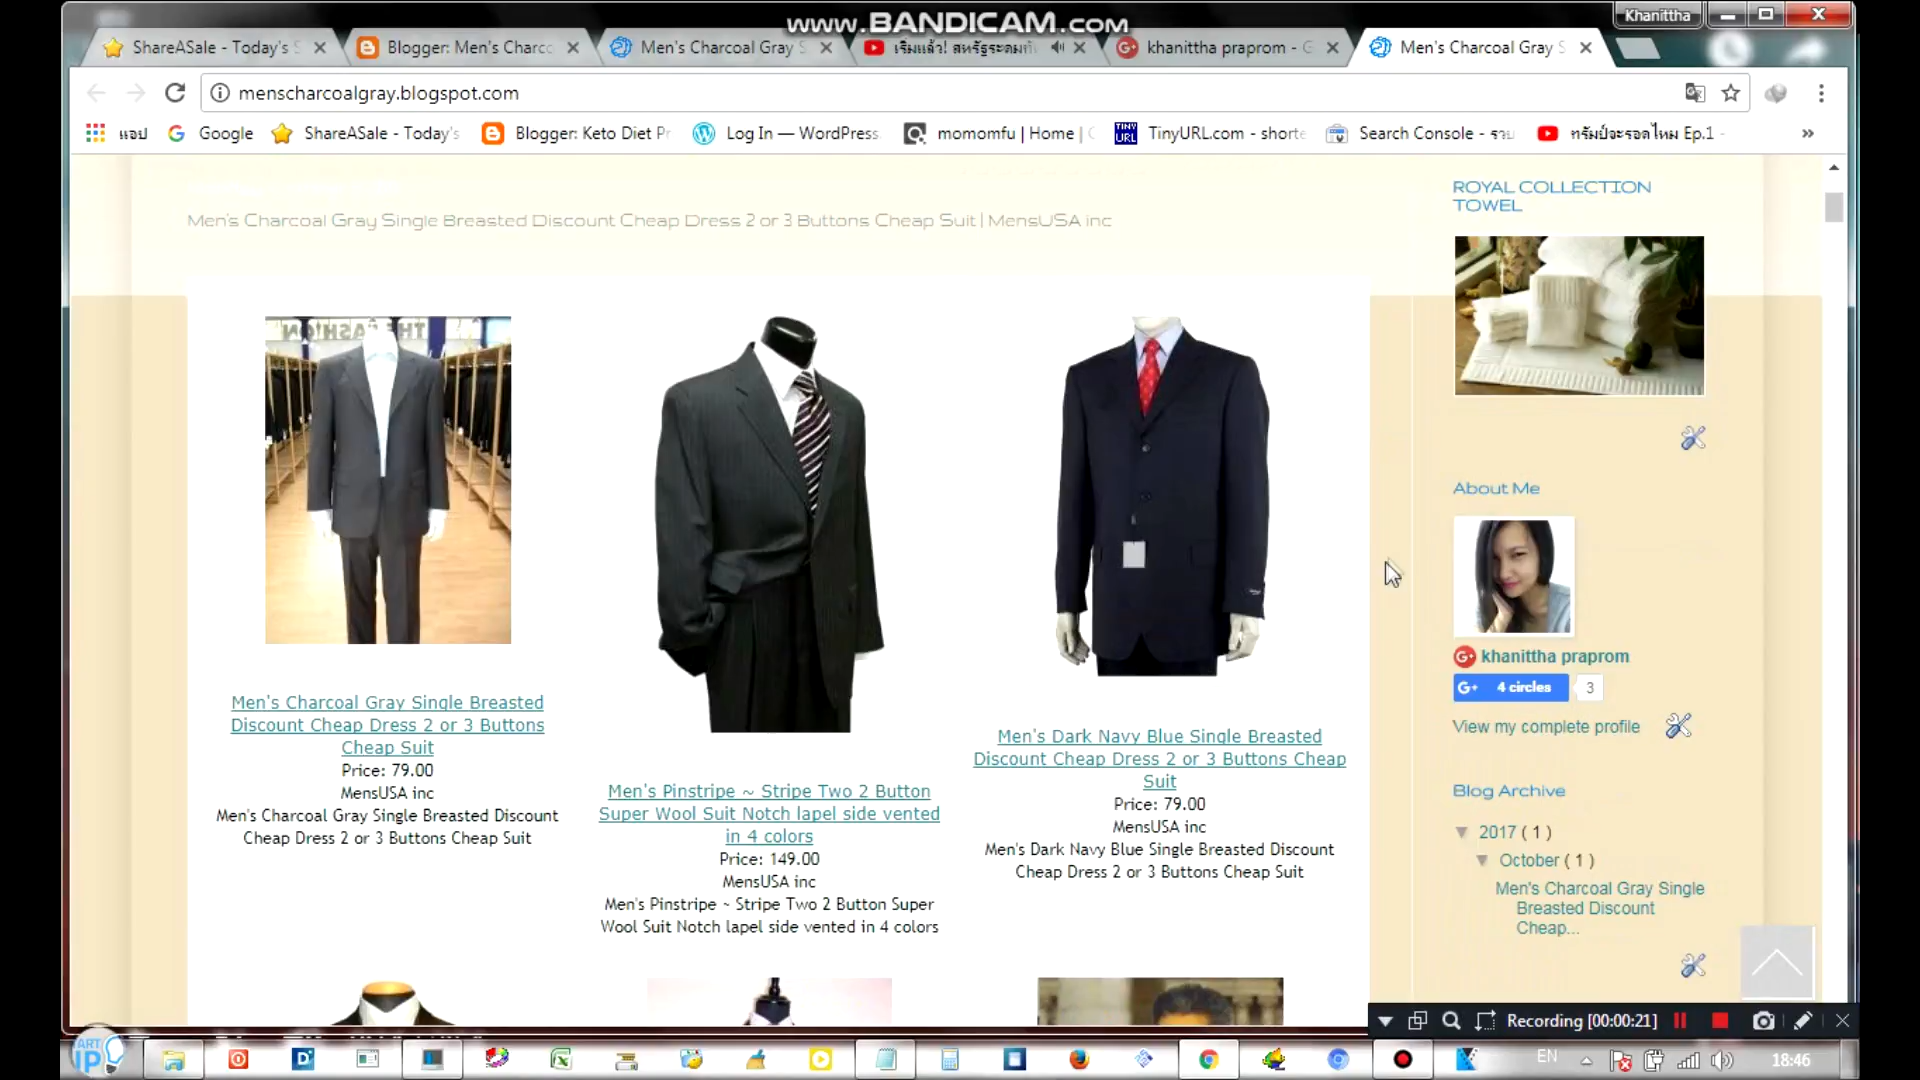 www.BANDICAM.com
Khanittha
ShareASale - Today's S
Blogger: Men's Charco
Men's Charcoal Gray S
เริ่มแล้ว! สหรัฐระดมทั
khanittha praprom - G
Men's Charcoal Gray S
menscharcoalgray.blogspot.com
แอป
Google
ShareASale - Today's
Blogger: Keto Diet Pr
Log In — WordPress
momomfu | Home |
TINY URL
TinyURL.com - shorte
Search Console - รวบ
ทรัมป์จะรอดไหม Ep.1 -
»
Men's Charcoal Gray Single Breasted Discount Cheap Dress 2 or 3 Buttons Cheap Suit | MensUSA inc
ROYAL COLLECTION
TOWEL
Men's Charcoal Gray Single Breasted
Discount Cheap Dress 2 or 3 Buttons
Cheap Suit
Price: 79.00
MensUSA inc
Men's Charcoal Gray Single Breasted Discount
Cheap Dress 2 or 3 Buttons Cheap Suit
Men's Pinstripe ~ Stripe Two 2 Button
Super Wool Suit Notch lapel side vented
in 4 colors
Price: 149.00
MensUSA inc
Men's Pinstripe ~ Stripe Two 2 Button Super
Wool Suit Notch lapel side vented in 4 colors
Men's Dark Navy Blue Single Breasted
Discount Cheap Dress 2 or 3 Buttons Cheap
Suit
Price: 79.00
MensUSA inc
Men's Dark Navy Blue Single Breasted Discount
Cheap Dress 2 or 3 Buttons Cheap Suit
About Me
khanittha praprom
G+ 4 circles 3
View my complete profile
Blog Archive
▼ 2017 ( 1 )
▼ October ( 1 )
Men's Charcoal Gray Single
Breasted Discount
Cheap...
Recording [00:00:21]
ART
IP
EN
18:46